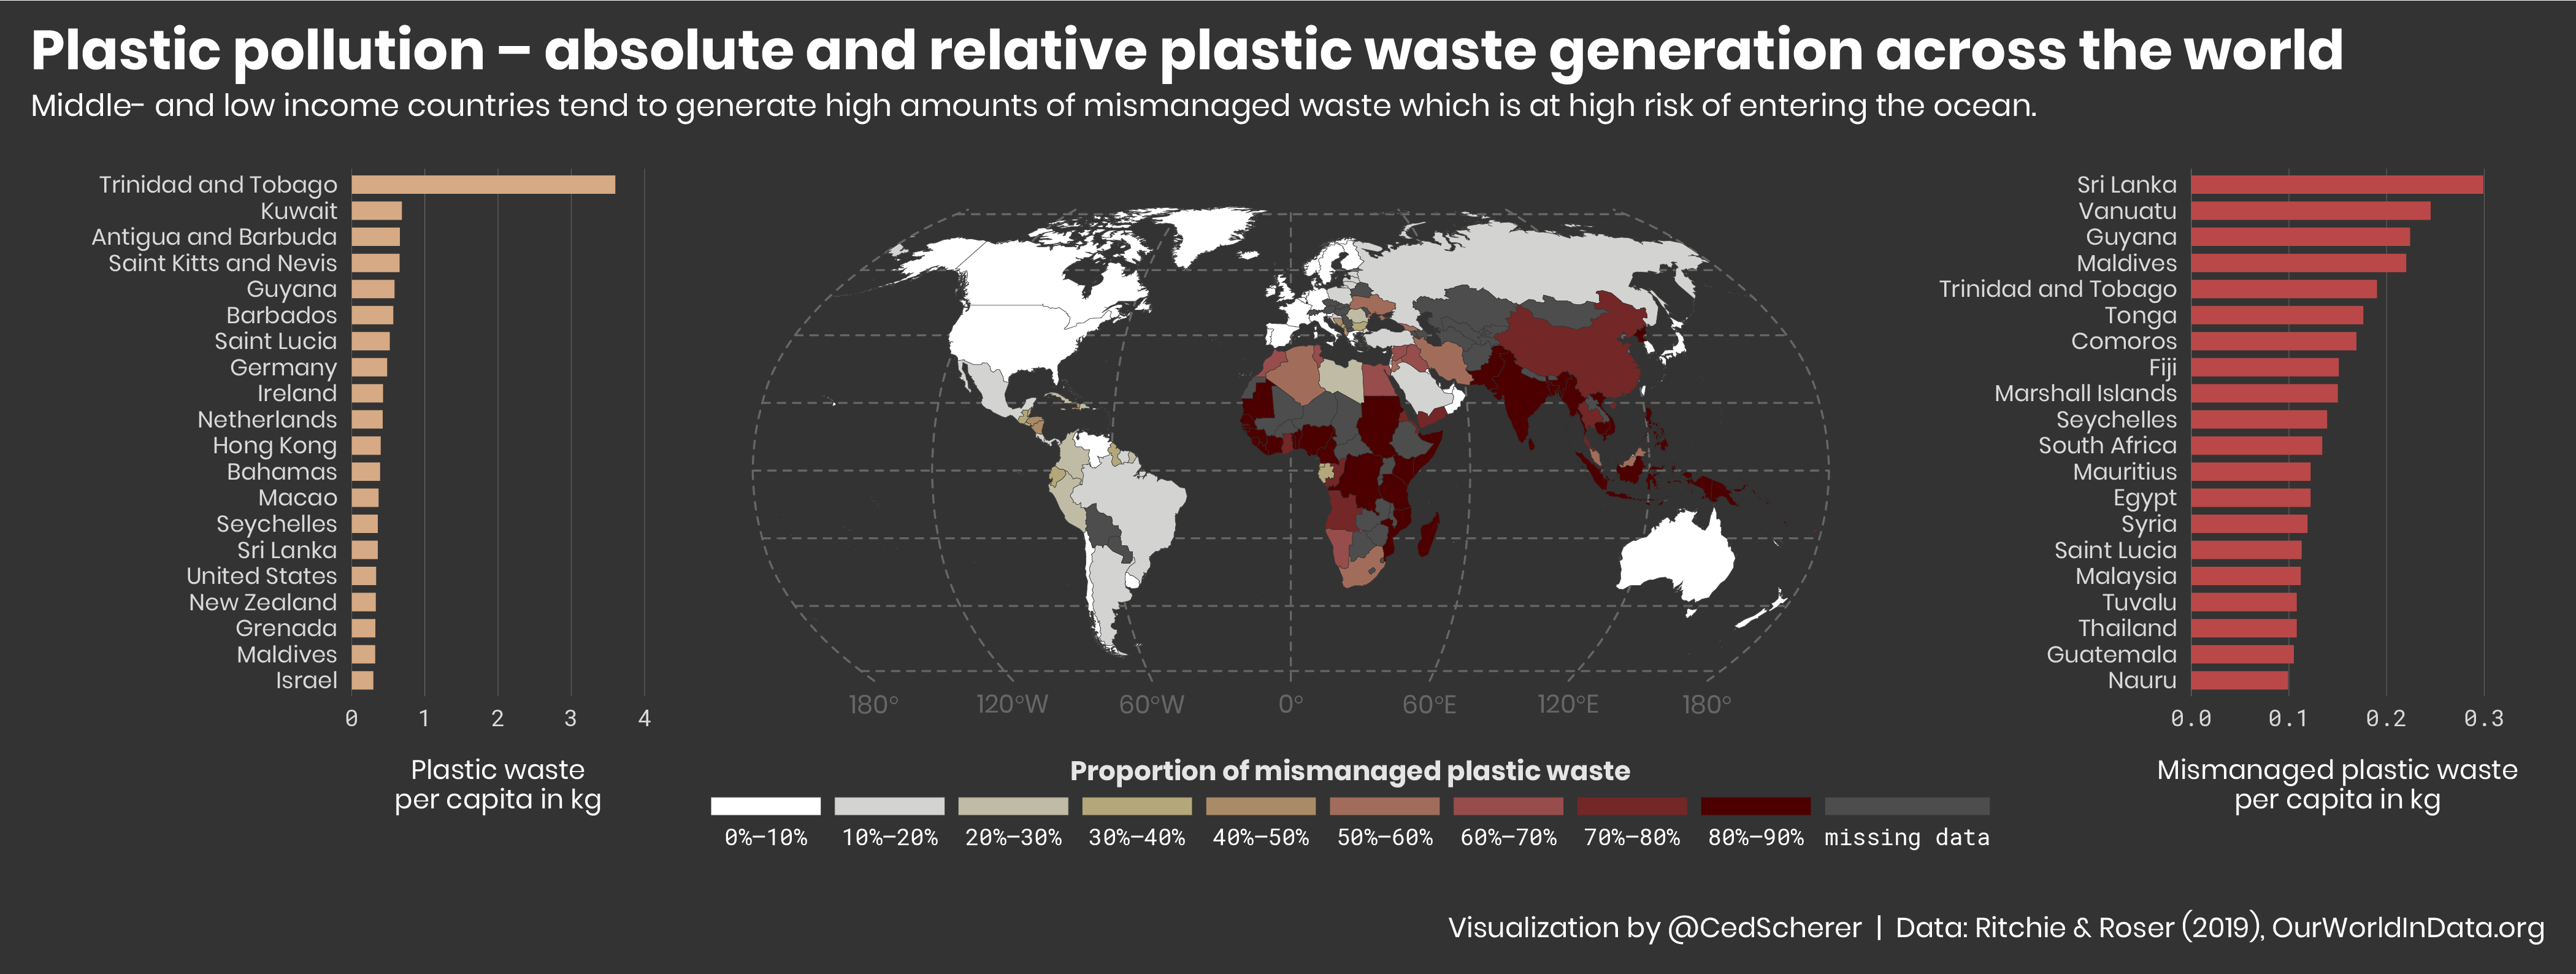 Plastic pollution – absolute and relative plastic waste generation across the world
Middle- and low income countries tend to generate high amounts of mismanaged waste which is at high risk of entering the ocean.
Trinidad and Tobago
Kuwait
Antigua and Barbuda
Saint Kitts and Nevis
Guyana
Barbados
Saint Lucia
Germany
Ireland
Netherlands
Hong Kong
Bahamas
Macao
Seychelles
Sri Lanka
United States
New Zealand
Grenada
Maldives
Israel
0 1 2 3 4
Plastic waste
per capita in kg
180° 120°W 60°W 0° 60°E 120°E 180°
Proportion of mismanaged plastic waste
0%–10% 10%–20% 20%–30% 30%–40% 40%–50% 50%–60% 60%–70% 70%–80% 80%–90% missing data
Sri Lanka
Vanuatu
Guyana
Maldives
Trinidad and Tobago
Tonga
Comoros
Fiji
Marshall Islands
Seychelles
South Africa
Mauritius
Egypt
Syria
Saint Lucia
Malaysia
Tuvalu
Thailand
Guatemala
Nauru
0.0 0.1 0.2 0.3
Mismanaged plastic waste
per capita in kg
Visualization by @CedScherer | Data: Ritchie & Roser (2019), OurWorldInData.org